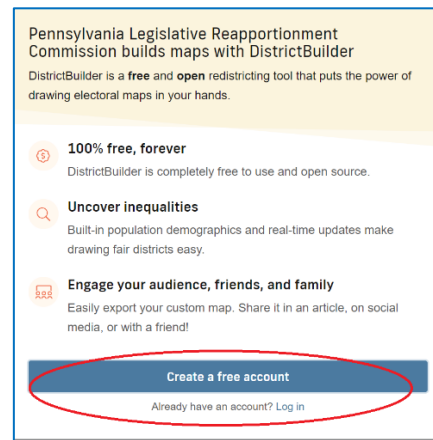 Pennsylvania Legislative Reapportionment
Commission builds maps with DistrictBuilder
DistrictBuilder is a free and open redistricting tool that puts the power of
drawing electoral maps in your hands.
100% free, forever
DistrictBuilder is completely free to use and open source.
Uncover inequalities
Built-in population demographics and real-time updates make
drawing fair districts easy.
Engage your audience, friends, and family
Easily export your custom map. Share it in an article, on social
media, or with a friend!
Create a free account
Already have an account? Log in